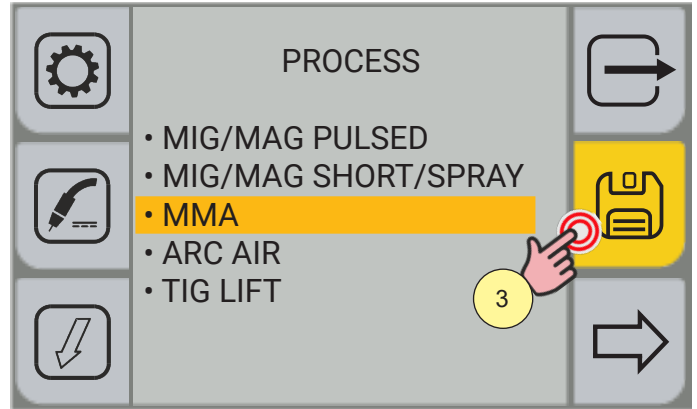 PROCESS
• MIG/MAG PULSED
• MIG/MAG SHORT/SPRAY
• MMA
• ARC AIR
• TIG LIFT
3